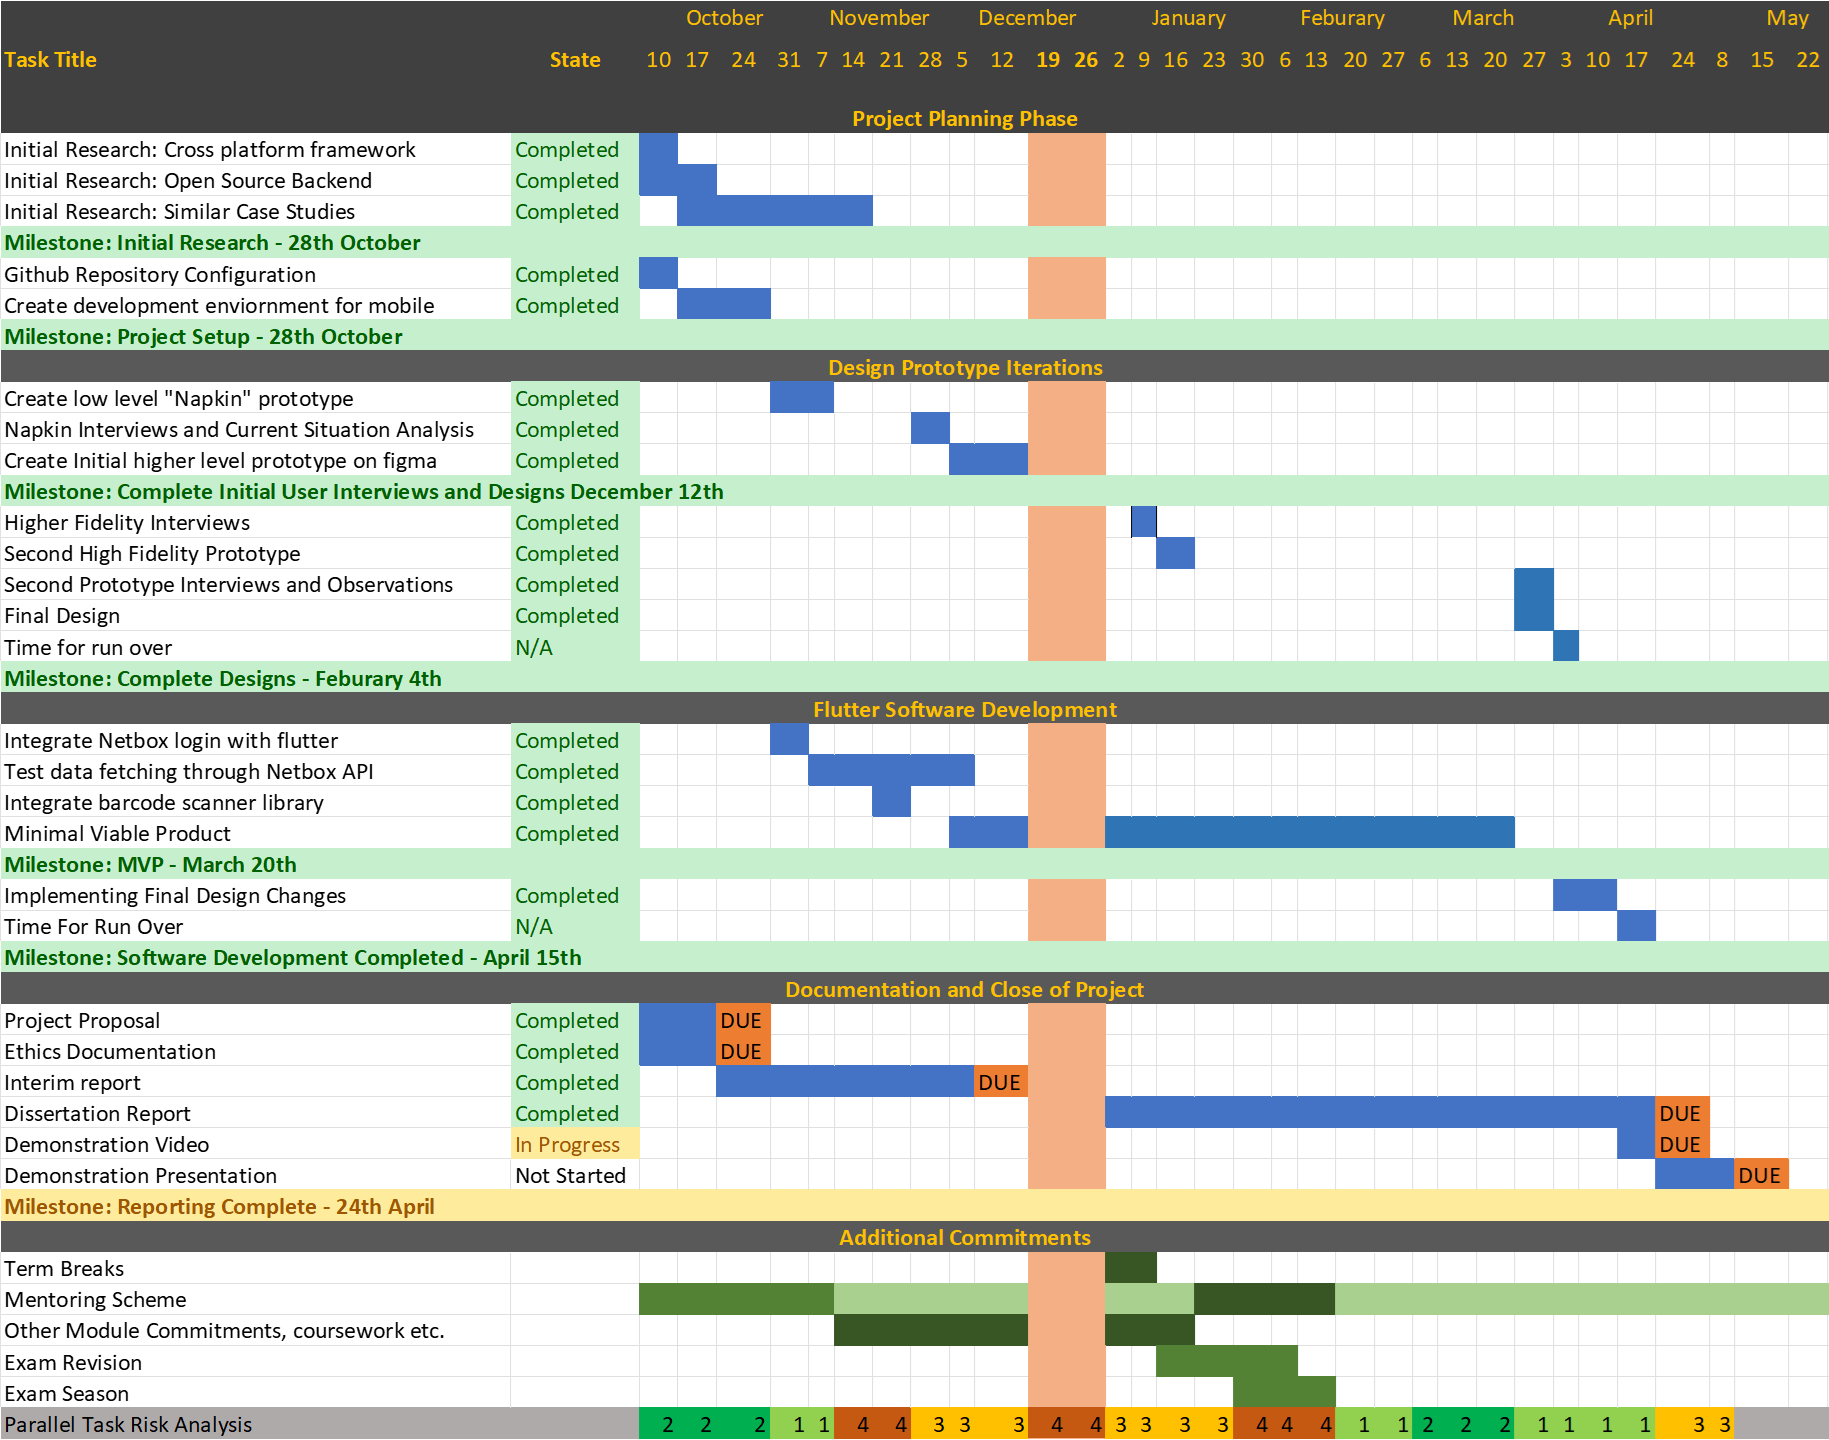 October November December January Feburary March April May
Task Title State 10 17 24 31 7 14 21 28 5 12 19 26 2 9 16 23 30 6 13 20 27 6 13 20 27 3 10 17 24 8 15 22
Project Planning Phase
Initial Research: Cross platform framework Completed
Initial Research: Open Source Backend Completed
Initial Research: Similar Case Studies Completed
Milestone: Initial Research - 28th October
Github Repository Configuration Completed
Create development enviornment for mobile Completed
Milestone: Project Setup - 28th October
Design Prototype Iterations
Create low level "Napkin" prototype Completed
Napkin Interviews and Current Situation Analysis Completed
Create Initial higher level prototype on figma Completed
Milestone: Complete Initial User Interviews and Designs December 12th
Higher Fidelity Interviews Completed
Second High Fidelity Prototype Completed
Second Prototype Interviews and Observations Completed
Final Design Completed
Time for run over N/A
Milestone: Complete Designs - Feburary 4th
Flutter Software Development
Integrate Netbox login with flutter Completed
Test data fetching through Netbox API Completed
Integrate barcode scanner library Completed
Minimal Viable Product Completed
Milestone: MVP - March 20th
Implementing Final Design Changes Completed
Time For Run Over N/A
Milestone: Software Development Completed - April 15th
Documentation and Close of Project
Project Proposal Completed DUE
Ethics Documentation Completed DUE
Interim report Completed DUE
Dissertation Report Completed DUE
Demonstration Video In Progress DUE
Demonstration Presentation Not Started DUE
Milestone: Reporting Complete - 24th April
Additional Commitments
Term Breaks
Mentoring Scheme
Other Module Commitments, coursework etc.
Exam Revision
Exam Season
Parallel Task Risk Analysis 2 2 2 1 1 4 4 3 3 3 4 4 3 3 3 3 4 4 4 1 1 2 2 2 1 1 1 1 3 3